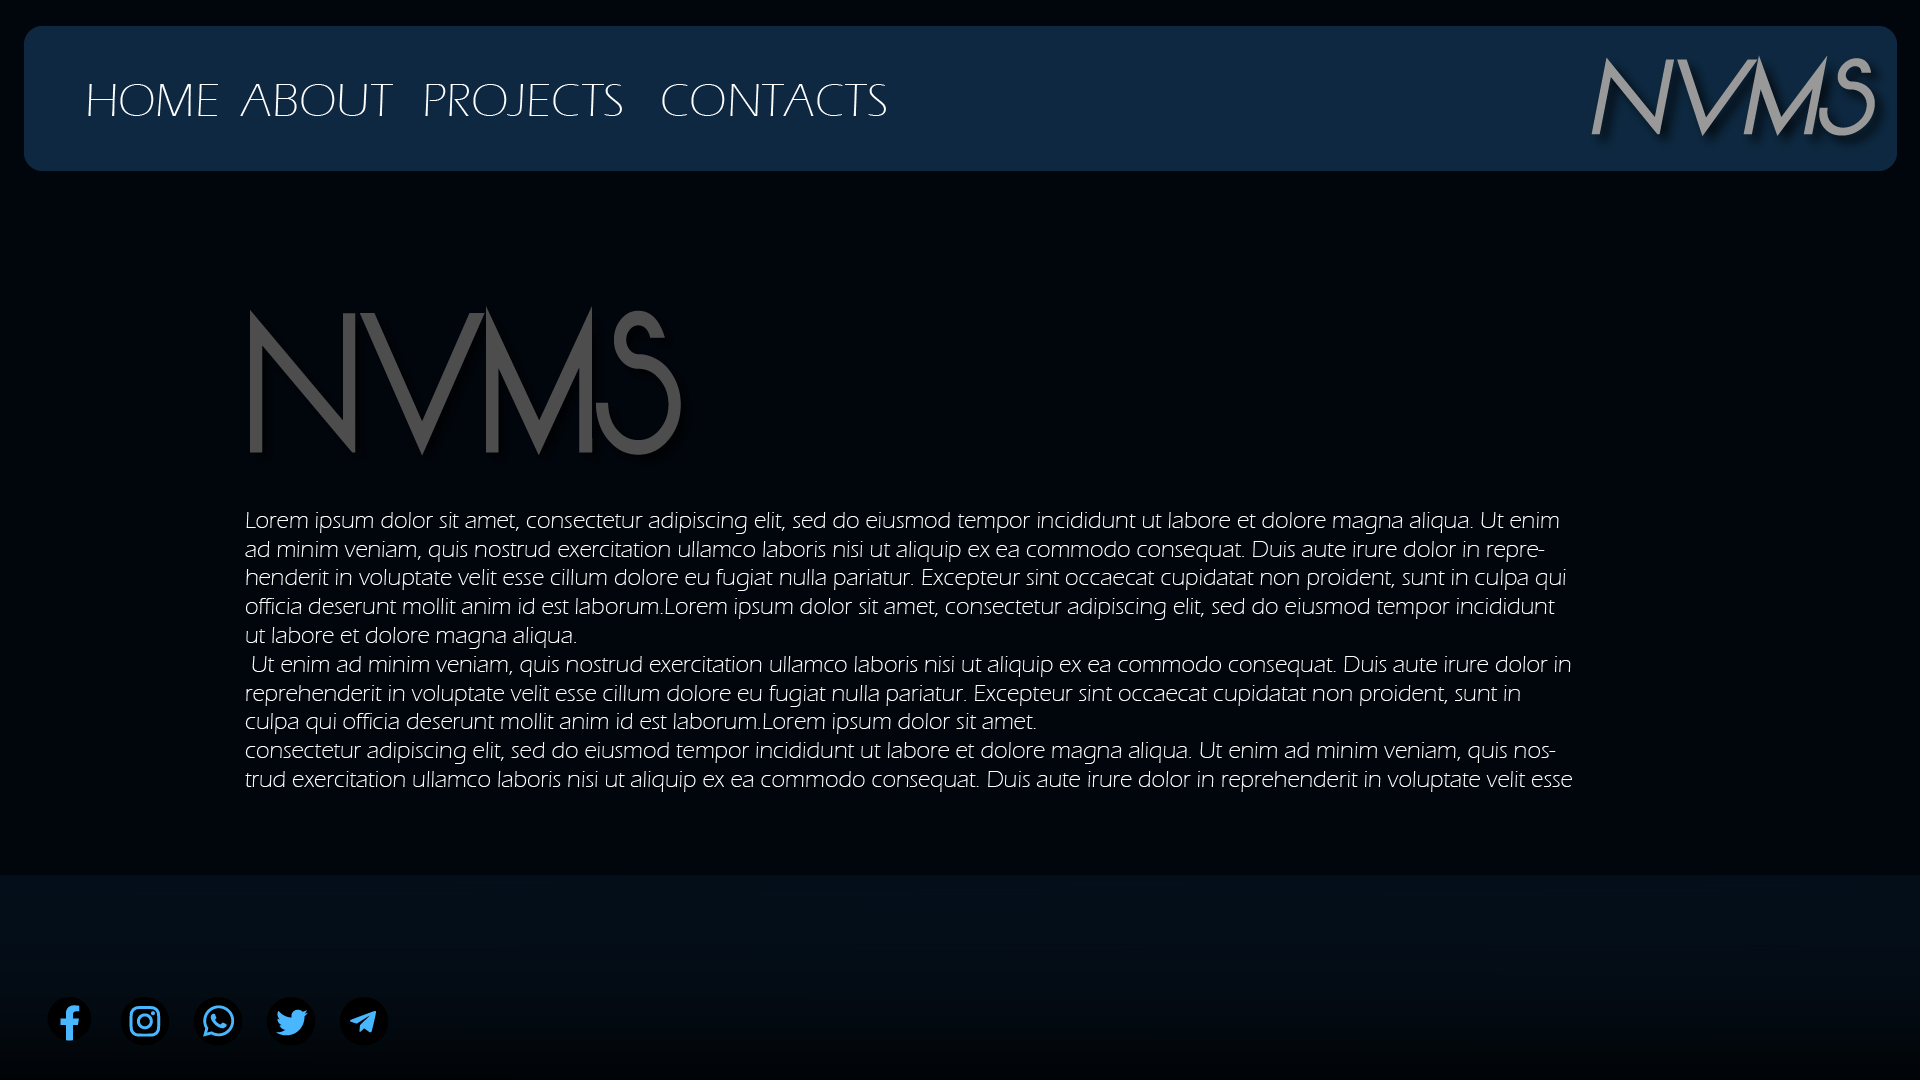 HOME ABOUT PROJECTS CONTACTS NVMS
NVMS
Lorem ipsum dolor sit amet, consectetur adipiscing elit, sed do eiusmod tempor incididunt ut labore et dolore magna aliqua. Ut enim
ad minim veniam, quis nostrud exercitation ullamco laboris nisi ut aliquip ex ea commodo consequat. Duis aute irure dolor in repre-
henderit in voluptate velit esse cillum dolore eu fugiat nulla pariatur. Excepteur sint occaecat cupidatat non proident, sunt in culpa qui
officia deserunt mollit anim id est laborum.Lorem ipsum dolor sit amet, consectetur adipiscing elit, sed do eiusmod tempor incididunt
ut labore et dolore magna aliqua.
Ut enim ad minim veniam, quis nostrud exercitation ullamco laboris nisi ut aliquip ex ea commodo consequat. Duis aute irure dolor in
reprehenderit in voluptate velit esse cillum dolore eu fugiat nulla pariatur. Excepteur sint occaecat cupidatat non proident, sunt in
culpa qui officia deserunt mollit anim id est laborum.Lorem ipsum dolor sit amet.
consectetur adipiscing elit, sed do eiusmod tempor incididunt ut labore et dolore magna aliqua. Ut enim ad minim veniam, quis nos-
trud exercitation ullamco laboris nisi ut aliquip ex ea commodo consequat. Duis aute irure dolor in reprehenderit in voluptate velit esse